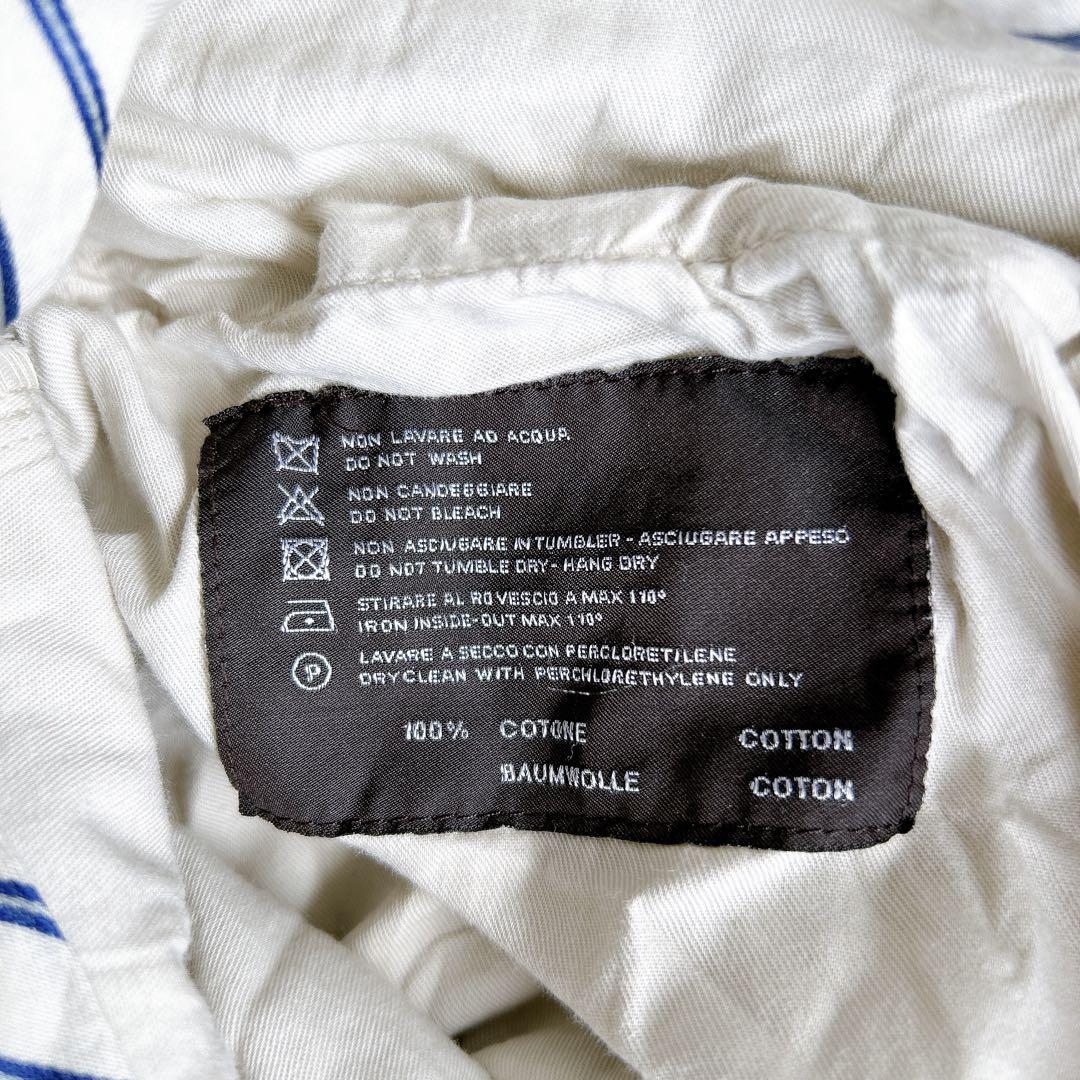 NON LAVARE AD ACQUA
DO NOT WASH
NON CANDEGGIARE
DO NOT BLEACH
NON ASCIUGARE IN TUMBLER - ASCIUGARE APPESO
DO NOT TUMBLE DRY - HANG DRY
STIRARE AL ROVESCIO A MAX 110°
IRON INSIDE-OUT MAX 110°
P
LAVARE A SECCO CON PERCLORETILENE
DRYCLEAN WITH PERCHLORETHYLENE ONLY
100% COTONE COTTON
BAUMWOLLE COTON